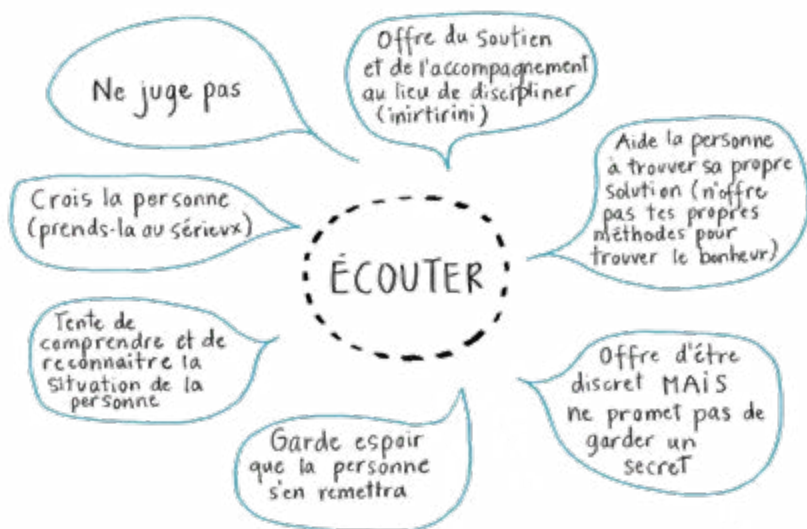 Ne juge pas
Offre du soutien
et de l'accompagnement
au lieu de discipliner
(inirtirini)
Aide la personne
à trouver sa propre
solution (n'offre
pas tes propres
méthodes pour
trouver le bonheur)
Crois la personne
(prends-la au sérieux)
ÉCOUTER
Tente de
comprendre et de
reconnaitre la
situation de la
personne
Offre d'être
discret MAIS
ne promet pas de
garder un
secret
Garde espoir
que la personne
s'en remettra